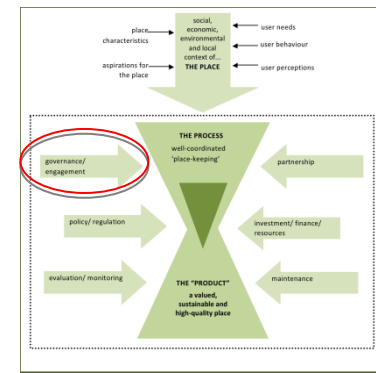 social,
economic,
environmental
and local
context of...
THE PLACE
place
characteristics
aspirations for
the place
user needs
user behaviour
user perceptions
THE PROCESS
well-coordinated
'place-keeping'
governance/
engagement
partnership
policy/ regulation
investment/ finance/
resources
evaluation/ monitoring
maintenance
THE "PRODUCT"
a valued,
sustainable and
high-quality place